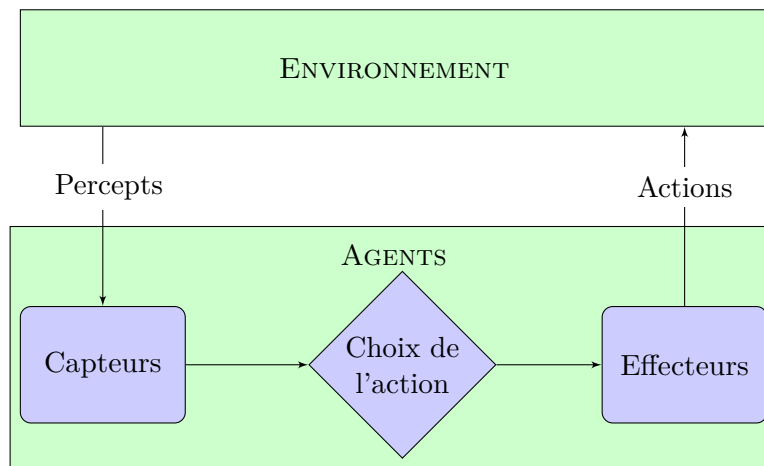 ENVIRONNEMENT
Percepts
Actions
AGENTS
Capteurs
Choix de
l'action
Effecteurs